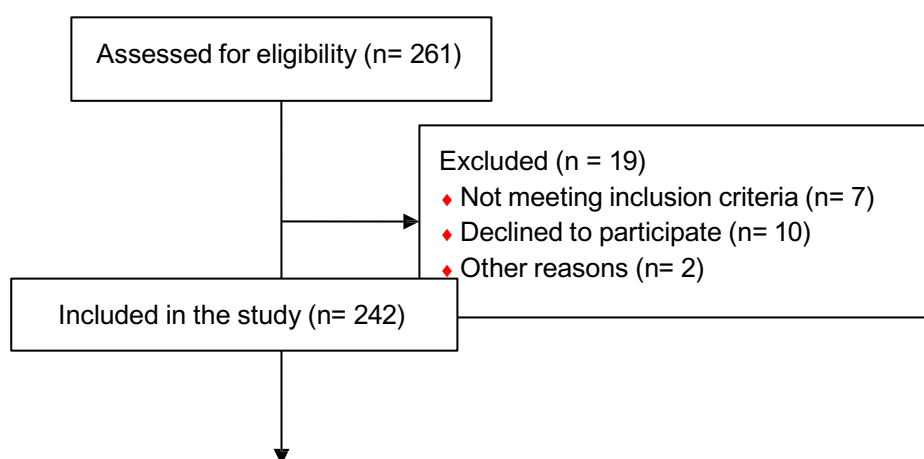 Assessed for eligibility (n= 261)
Excluded (n = 19)
♦ Not meeting inclusion criteria (n= 7)
♦ Declined to participate (n= 10)
♦ Other reasons (n= 2)
Included in the study (n= 242)